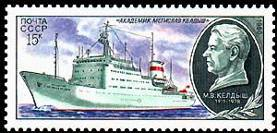 ПОЧТА
СССР
15к
«АКАДЕМИК МСТИСЛАВ КЕЛДЫШ»
М.В.КЕЛДЫШ
1911-1978